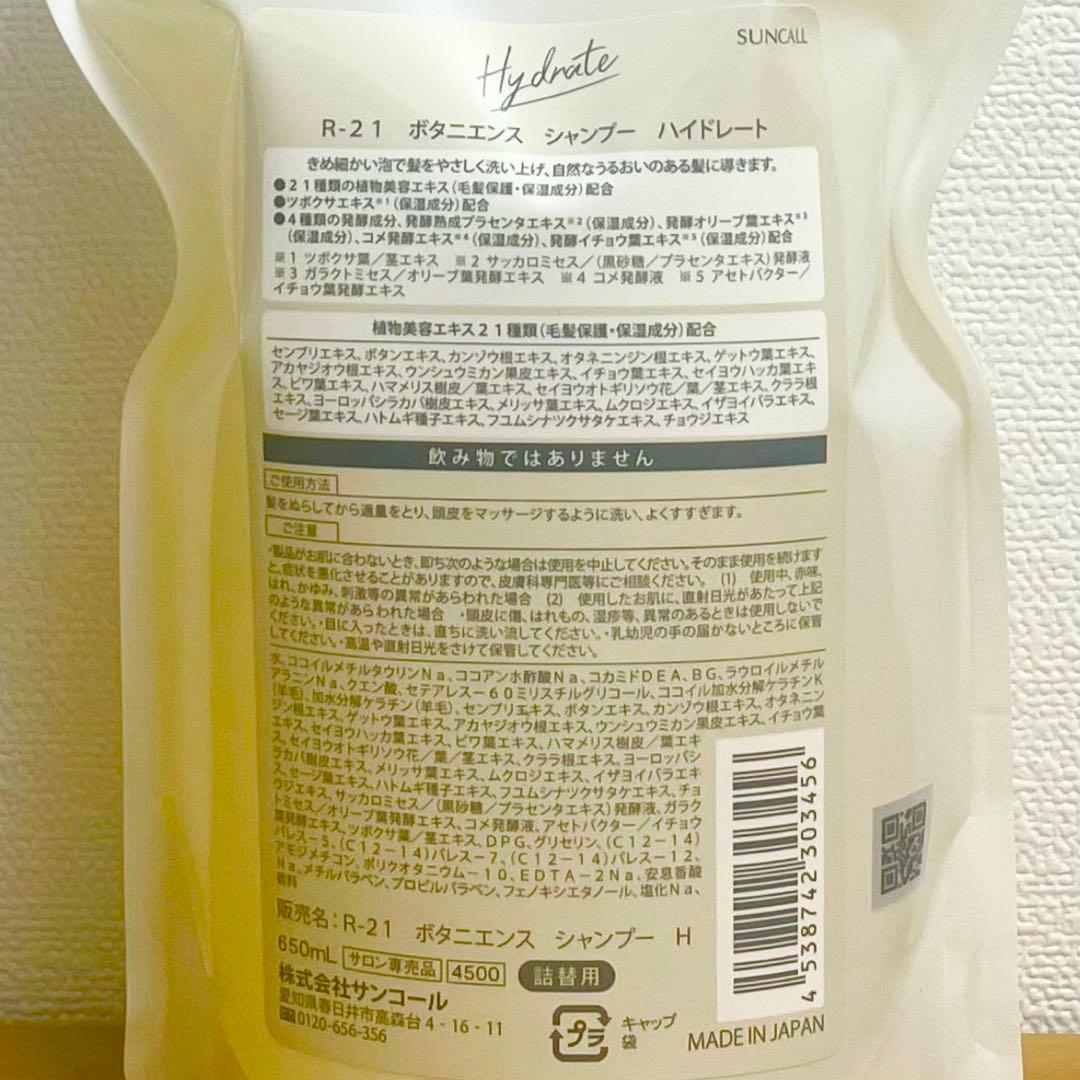 SUNCALL
Hydrate
R-21 ボタニエンス シャンプー ハイドレート
きめ細かい泡で髪をやさしく洗い上げ、自然なうるおいのある髪に導きます。
●21種類の植物美容エキス(毛髪保護・保湿成分)配合
●ツボクサエキス※1(保湿成分)配合
●4種類の発酵成分、発酵熟成プラセンタエキス※2(保湿成分)、発酵オリーブ葉エキス※3
(保湿成分)、コメ発酵エキス※4(保湿成分)、発酵イチョウ葉エキス※5(保湿成分)配合
※1 ツボクサ葉/茎エキス ※2 サッカロミセス/(黒砂糖/プラセンタエキス)発酵液
※3 ガラクトミセス/オリーブ葉発酵エキス ※4 コメ発酵液 ※5 アセトバクター/
イチョウ葉発酵エキス
植物美容エキス21種類(毛髪保護・保湿成分)配合
センブリエキス、ボタンエキス、カンゾウ根エキス、オタネニンジン根エキス、ゲットウ葉エキス、
アカヤジオウ根エキス、ウンシュウミカン果皮エキス、イチョウ葉エキス、セイヨウハッカ葉エキ
ス、ビワ葉エキス、ハマメリス樹皮/葉エキス、セイヨウオトギリソウ花/葉/茎エキス、クララ根
エキス、ヨーロッパシラカバ樹皮エキス、メリッサ葉エキス、ムクロジエキス、イザヨイバラエキス、
セージ葉エキス、ハトムギ種子エキス、フユムシナツクサタケエキス、チョウジエキス
飲み物ではありません
ご使用方法
髪をぬらしてから適量をとり、頭皮をマッサージするように洗い、よくすすぎます。
ご注意
・製品がお肌に合わないとき、即ち次のような場合は使用を中止してください。そのまま使用を続けます
と、症状を悪化させることがありますので、皮膚科専門医等にご相談ください。 (1) 使用中、赤味、
はれ、かゆみ、刺激等の異常があらわれた場合 (2) 使用したお肌に、直射日光があたって上記
のような異常があらわれた場合 ・頭皮に傷、はれもの、湿疹等、異常のあるときは使用しないで
ください。・目に入ったときは、直ちに洗い流してください。・乳幼児の手の届かないところに保管
してください。・高温や直射日光をさけて保管してください。
水、ココイルメチルタウリンNa、ココアンホ酢酸Na、コカミドDEA、BG、ラウロイルメチル
アラニンNa、クエン酸、セテアレス-60ミリスチルグリコール、ココイル加水分解ケラチンK
(羊毛)、加水分解ケラチン(羊毛)、センブリエキス、ボタンエキス、カンゾウ根エキス、オタネニン
ジン根エキス、ゲットウ葉エキス、アカヤジオウ根エキス、ウンシュウミカン果皮エキス、イチョウ葉
エキス、セイヨウハッカ葉エキス、ビワ葉エキス、ハマメリス樹皮/葉エキ
ス、セイヨウオトギリソウ花/葉/茎エキス、クララ根エキス、ヨーロッパシ
ラカバ樹皮エキス、メリッサ葉エキス、ムクロジエキス、イザヨイバラエキ
ス、セージ葉エキス、ハトムギ種子エキス、フユムシナツクサタケエキス、チョ
ウジエキス、サッカロミセス/(黒砂糖/プラセンタエキス)発酵液、ガラク
トミセス/オリーブ葉発酵エキス、コメ発酵液、アセトバクター/イチョウ
葉発酵エキス、ツボクサ葉/茎エキス、DPG、グリセリン、(C12-14)
パレス-5、(C12-14)パレス-7、(C12-14)パレス-12、
アモジメチコン、ポリクオタニウム-10、EDTA-2Na、安息香酸
Na、メチルパラベン、プロピルパラベン、フェノキシエタノール、塩化Na、
香料
販売名:R-21 ボタニエンス シャンプー H
650mL サロン専売品 4500 詰替用
株式会社サンコール
愛知県春日井市高森台4-16-11
0120-656-356
プラ
キャップ
袋
MADE IN JAPAN
4 538742 303456